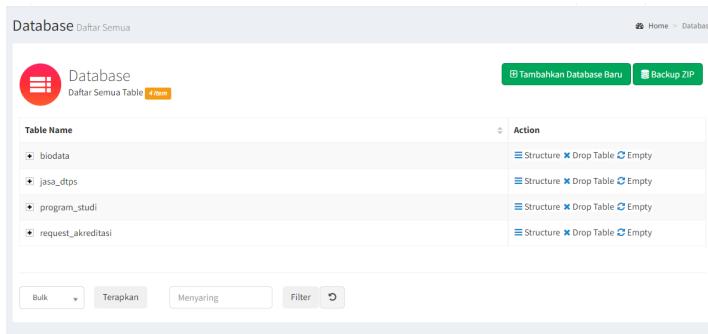 Database Daftar Semua
Home > Databas
Database
Daftar Semua Table 4 Item
Tambahkan Database Baru
Backup ZIP
Table Name
Action
biodata
Structure Drop Table Empty
jasa_dtps
Structure Drop Table Empty
program_studi
Structure Drop Table Empty
request_akreditasi
Structure Drop Table Empty
Bulk
Terapkan
Menyaring
Filter